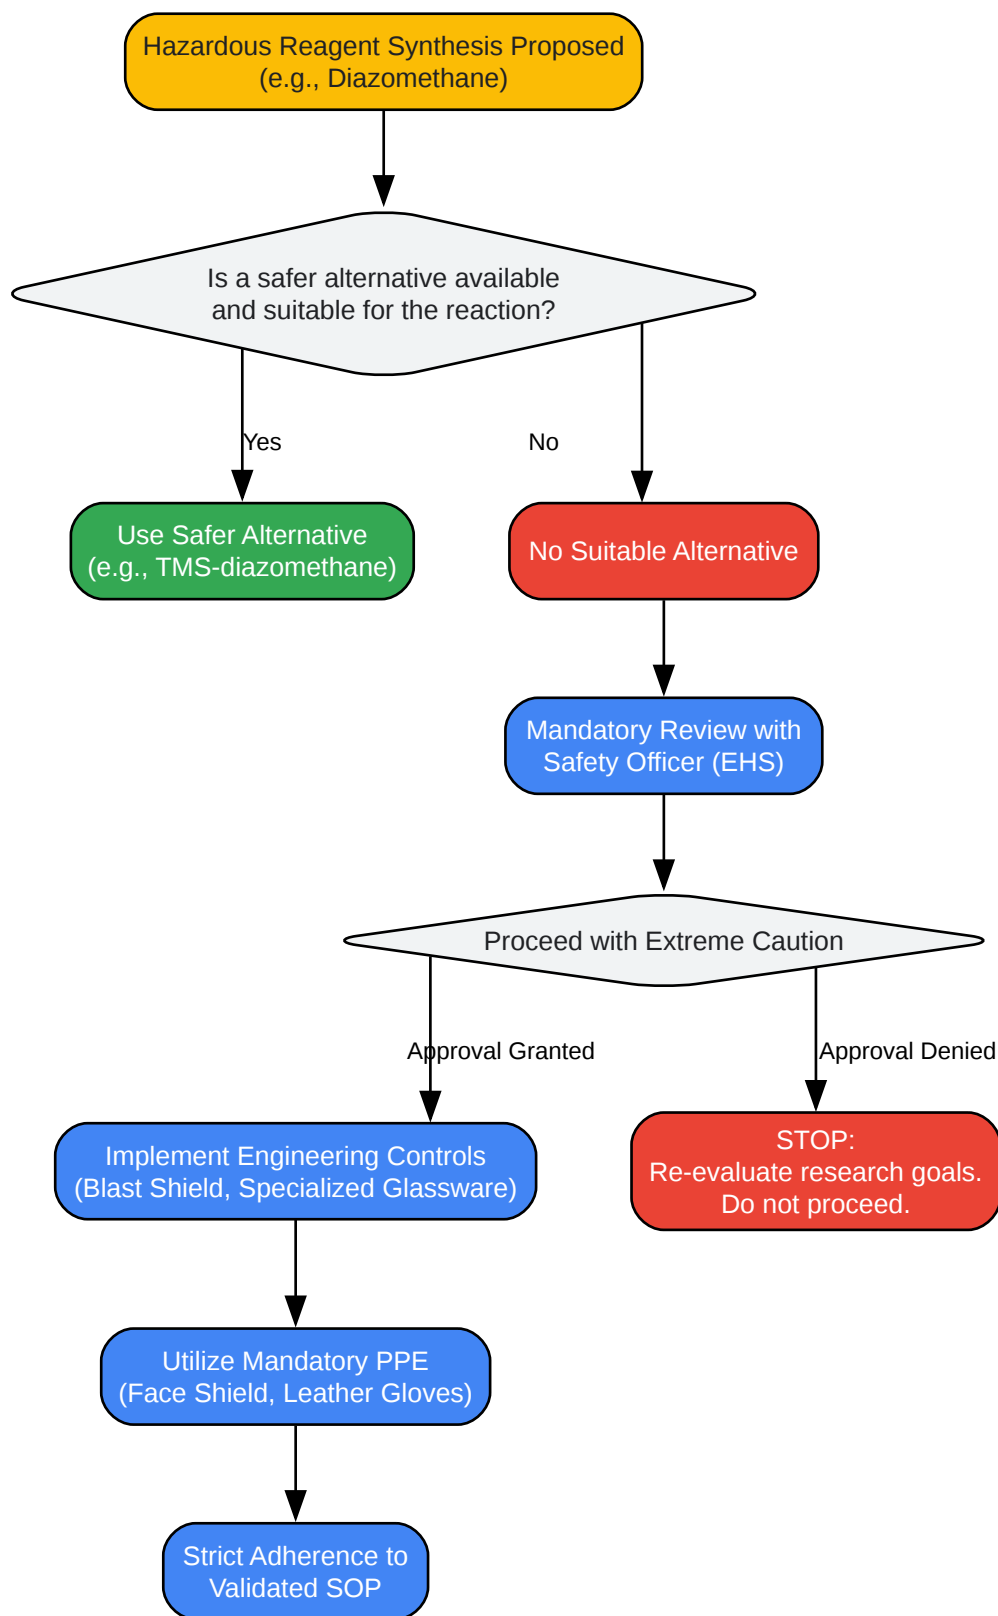 Hazardous Reagent Synthesis Proposed
(e.g., Diazomethane)
Is a safer alternative available
and suitable for the reaction?
Yes
No
Use Safer Alternative
(e.g., TMS-diazomethane)
No Suitable Alternative
Mandatory Review with
Safety Officer (EHS)
Proceed with Extreme Caution
Approval Granted
Approval Denied
Implement Engineering Controls
(Blast Shield, Specialized Glassware)
STOP:
Re-evaluate research goals.
Do not proceed.
Utilize Mandatory PPE
(Face Shield, Leather Gloves)
Strict Adherence to
Validated SOP